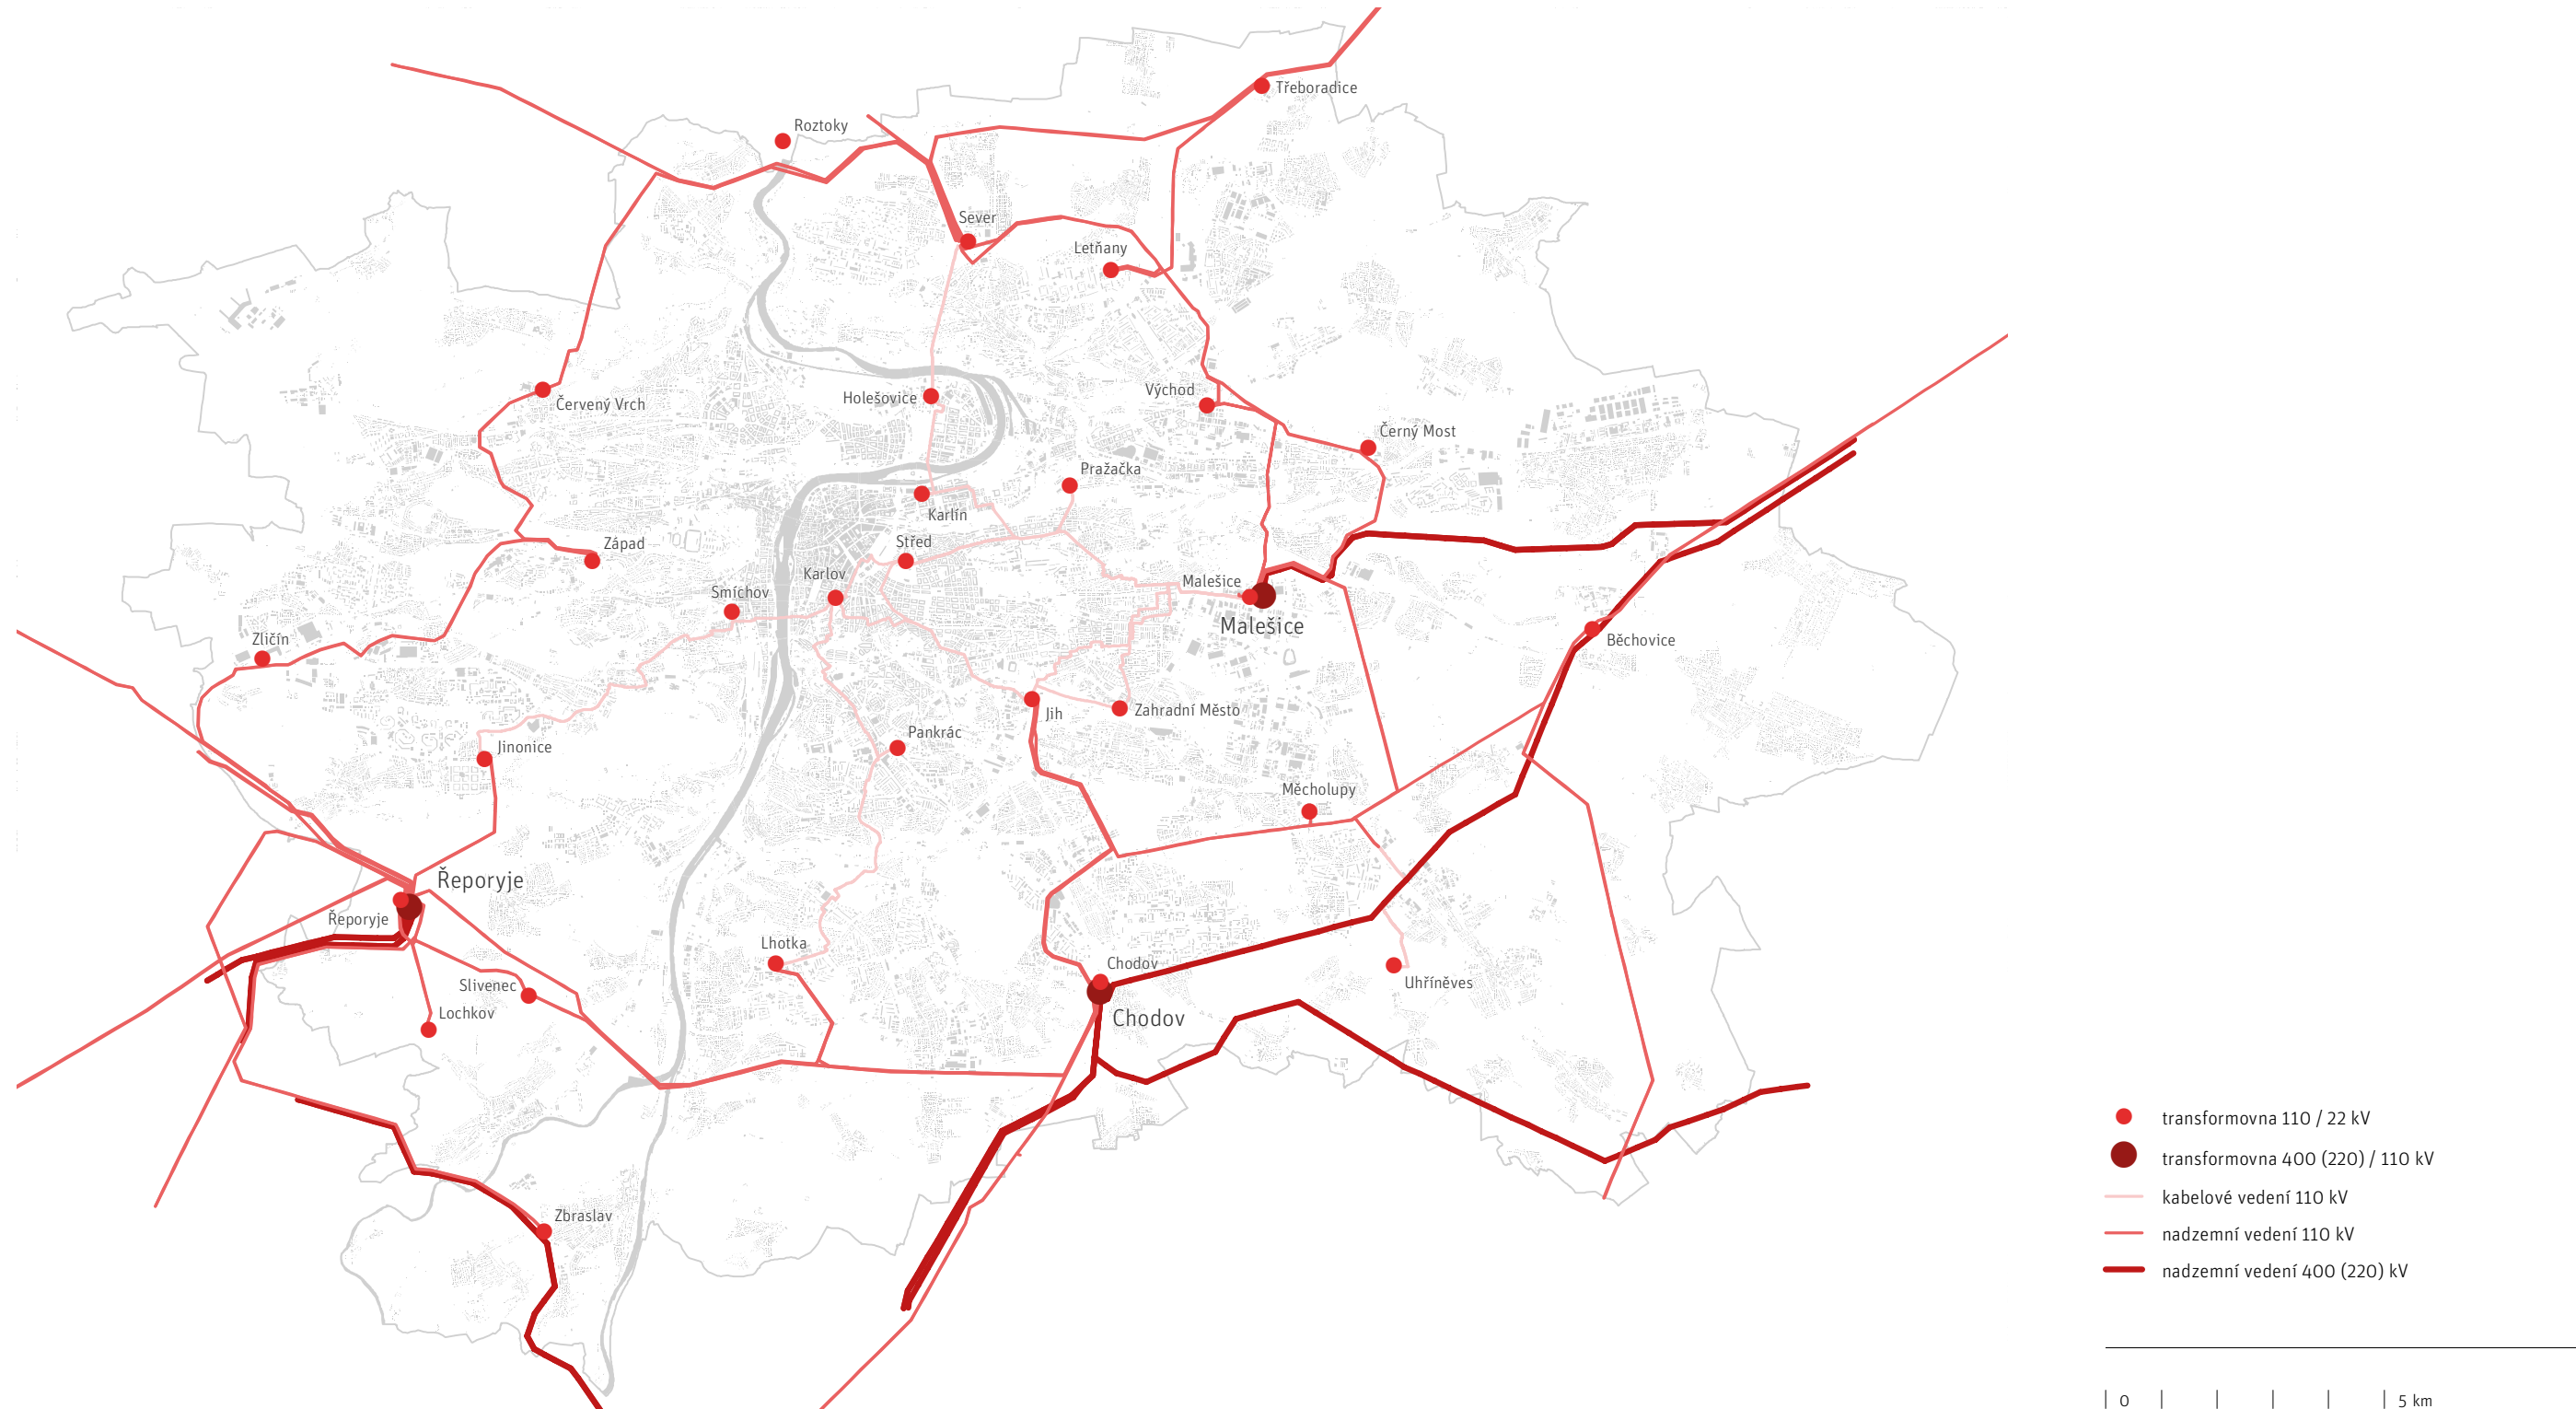 Třeboradice
Roztoky
Sever
Letňany
Východ
Holešovice
Červený Vrch
Černý Most
Pražačka
Karlín
Střed
Západ
Karlov
Malešice
Smíchov
Malešice
Zličín
Běchovice
Jih
Zahradní Město
Pankrác
Jinonice
Měcholupy
Řeporyje
Řeporyje
Lhotka
Chodov
Slivenec
Uhříněves
Lochkov
Chodov
Zbraslav
transformovna 110 / 22 kV
transformovna 400 (220) / 110 kV
kabelové vedení 110 kV
nadzemní vedení 110 kV
nadzemní vedení 400 (220) kV
0 5 km